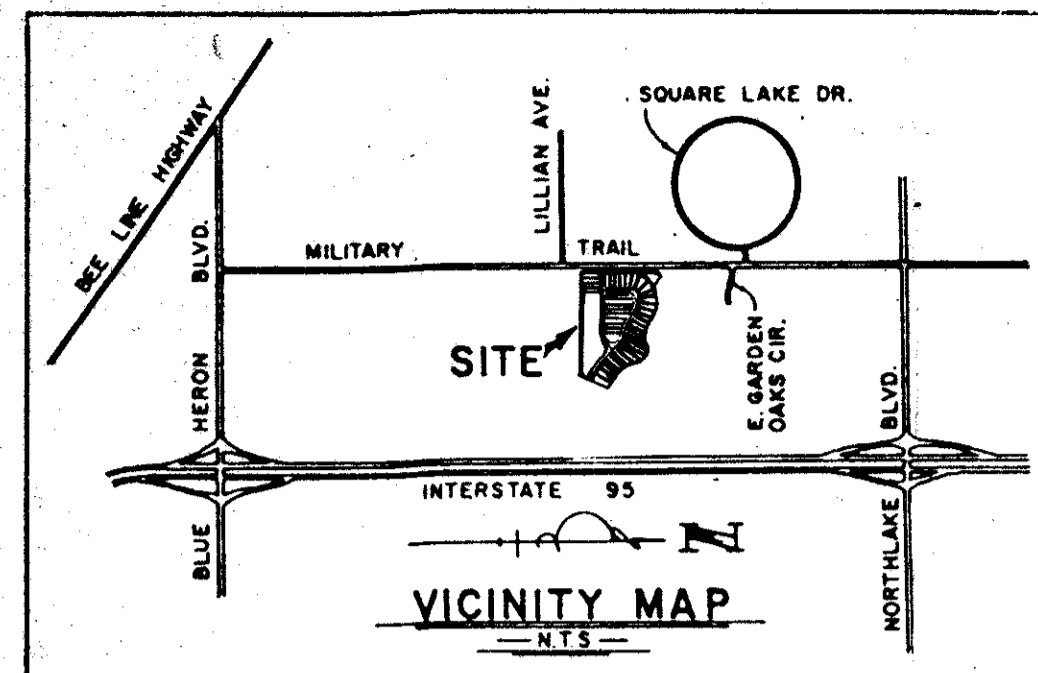 BEE LINE HIGHWAY
BLUE HERON BLVD.
MILITARY TRAIL
LILLIAN AVE.
SQUARE LAKE DR.
SITE
E. GARDEN
OAKS CIR.
NORTHLAKE BLVD.
INTERSTATE 95
N
VICINITY MAP
N.T.S